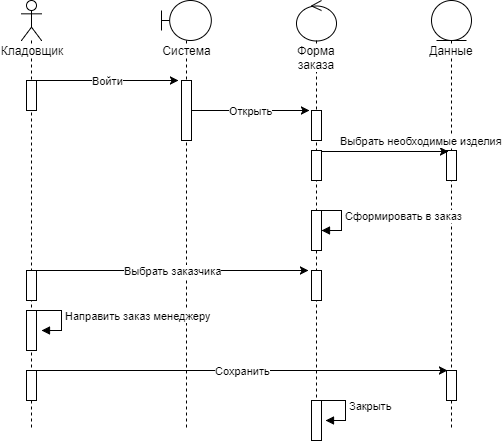 Кладовщик
Система
Форма
заказа
Данные
Войти
Открыть
Выбрать необходимые изделия
Сформировать в заказ
Выбрать заказчика
Направить заказ менеджеру
Сохранить
Закрыть